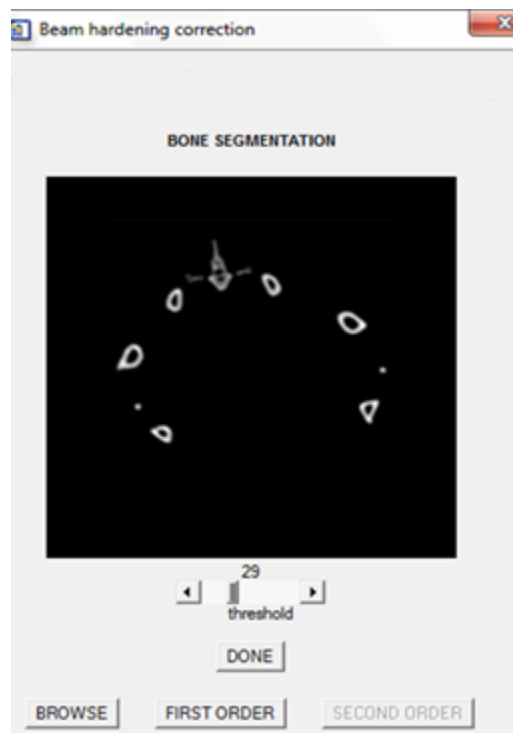 Beam hardening correction
BONE SEGMENTATION
29
threshold
DONE
BROWSE FIRST ORDER SECOND ORDER